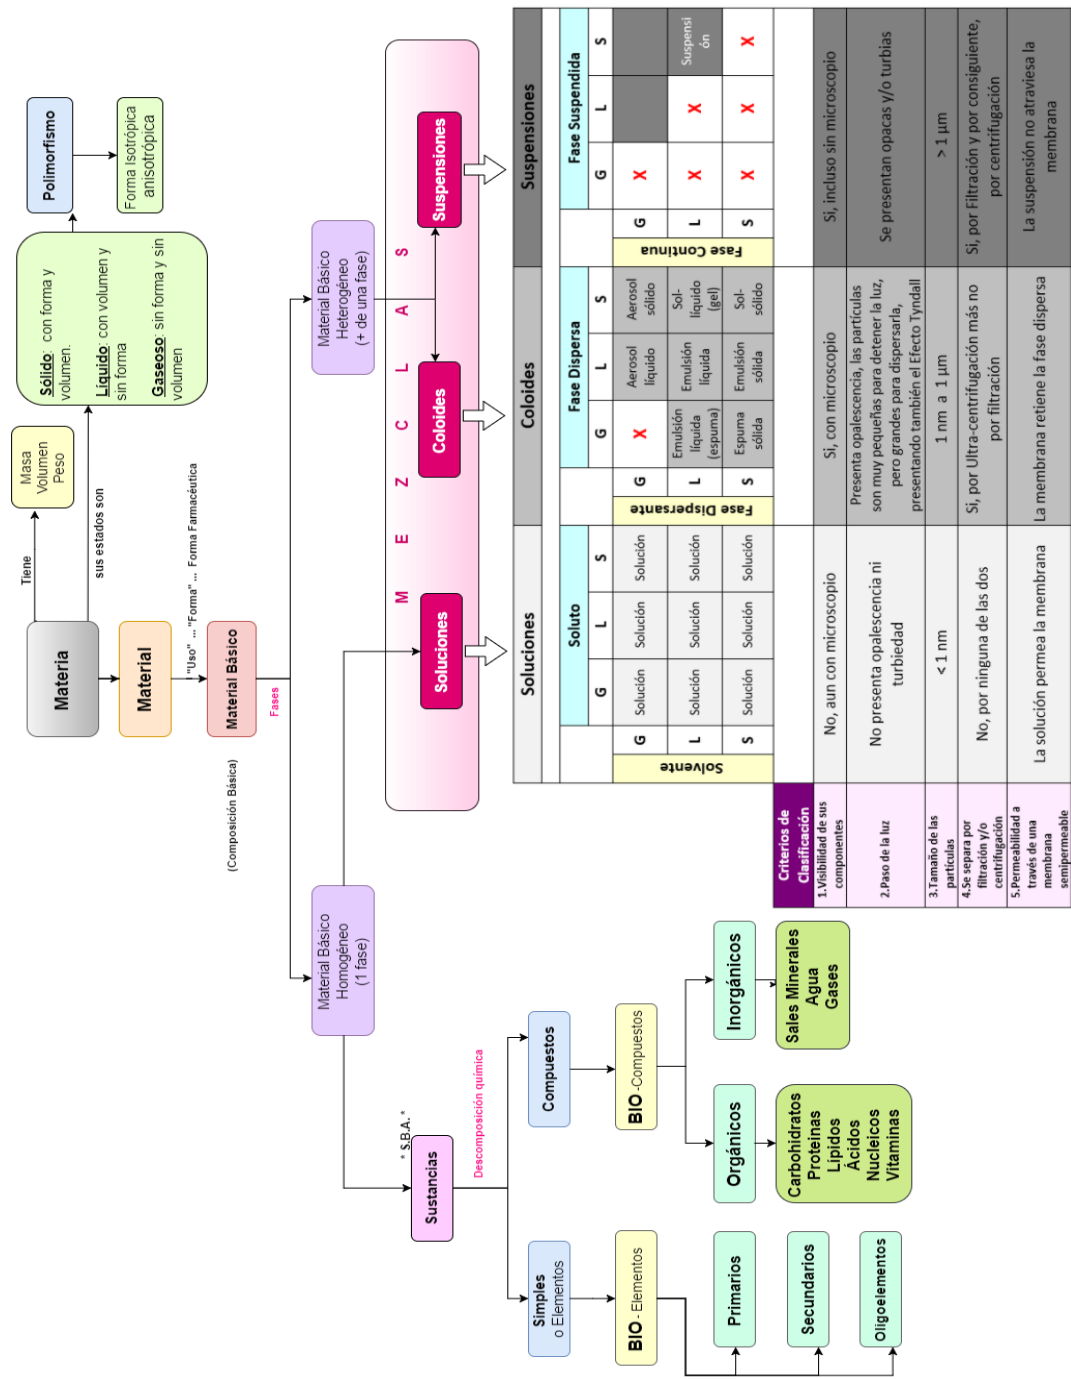 Materia
Tiene
Masa
Volumen
Peso
sus estados son
Sólido: con forma y
volumen.
Líquido: con volumen y
sin forma
Gaseoso: sin forma y sin
volumen
Polimorfismo
Forma Isotrópica
anisotrópica
Material
"Uso" ... "Forma" ... Forma Farmacéutica
Material Básico
(Composición Básica)
Fases
Material Básico
Homogéneo
(1 fase)
Material Básico
Heterogéneo
(+ de una fase)
* S.B.A. *
Sustancias
Descomposición química
Simples
o Elementos
BIO - Elementos
Primarios
Secundarios
Oligoelementos
Compuestos
BIO -Compuestos
Orgánicos
Carbohidratos
Proteinas
Lípidos
Ácidos
Nucleicos
Vitaminas
Inorgánicos
Sales Minerales
Agua
Gases
M E Z C L A S
Soluciones
Coloides
Suspensiones
Soluciones
Coloides
Suspensiones
Soluto
G L S
Solvente
G Solución Solución Solución
L Solución Solución Solución
S Solución Solución Solución
Fase Dispersa
G L S
Fase Dispersante
G X Aerosol
líquido Aerosol
sólido
L Emulsión
líquida
(espuma) Emulsión
líquida Sol-
líquido
(gel)
S Espuma
sólida Emulsión
sólida Sol-
sólido
Fase Suspendida
G L S
Fase Continua
G X
L X X Suspensi
ón
S X X X
Criterios de
Clasificación
1.Visibilidad de sus
componentes
No, aun con microscopio
Si, con microscopio
Si, incluso sin microscopio
2.Paso de la luz
No presenta opalescencia ni
turbiedad
Presenta opalescencia, las partículas
son muy pequeñas para detener la luz,
pero grandes para dispersarla,
presentando también el Efecto Tyndall
Se presentan opacas y/o turbias
3.Tamaño de las
partículas
< 1 nm
1 nm a 1 µm
> 1 µm
4.Se separa por
filtración y/o
centrifugación
No, por ninguna de las dos
Si, por Ultra-centrifugación más no
por filtración
Si, por Filtración y por consiguiente,
por centrifugación
5.Permeabilidad a
través de una
membrana
semipermeable
La solución permea la membrana
La membrana retiene la fase dispersa
La suspensión no atraviesa la
membrana